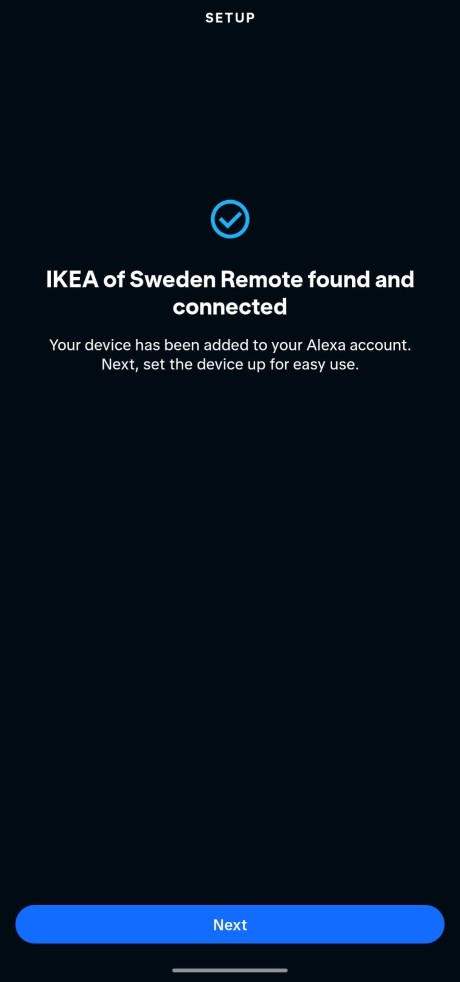 SETUP
IKEA of Sweden Remote found and
connected
Your device has been added to your Alexa account.
Next, set the device up for easy use.
Next